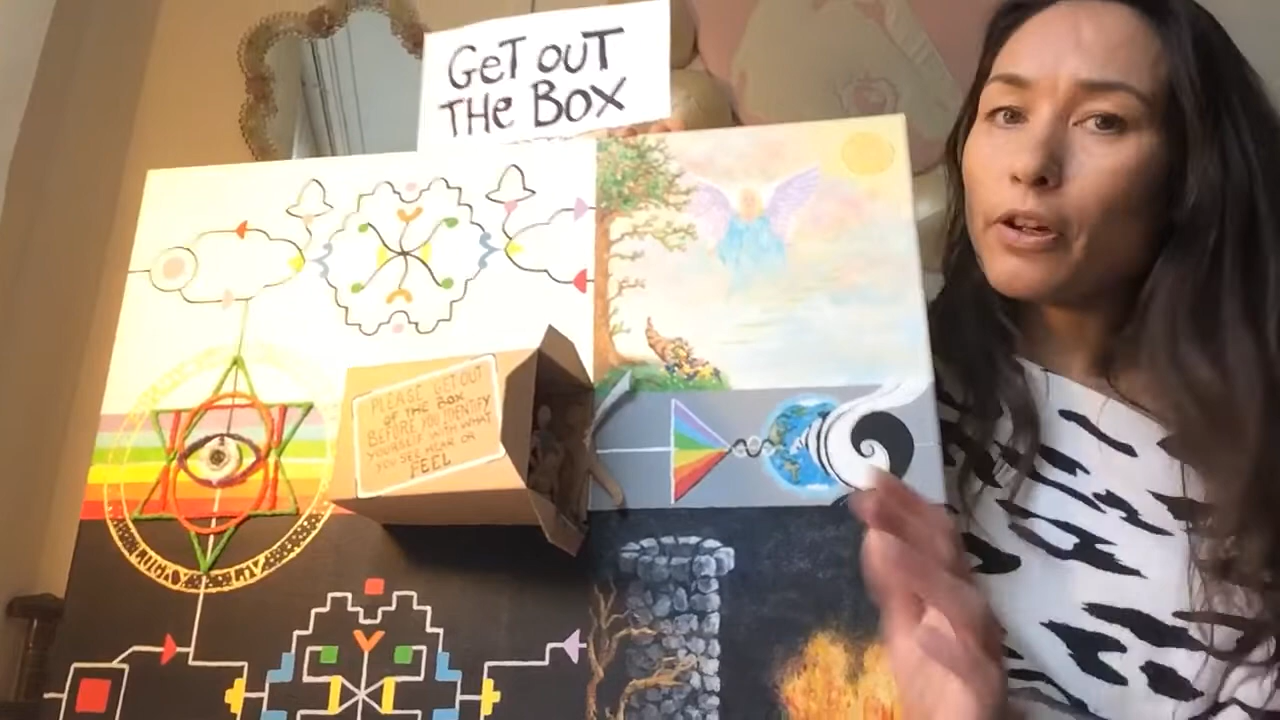 GeT OUT
THe BOX
PLEASE GET OUT
OF THE BOX
BEFORE YOU IDENTIFY
YOURSELF WITH WHAT
YOU SEE HEAR OR
FEEL